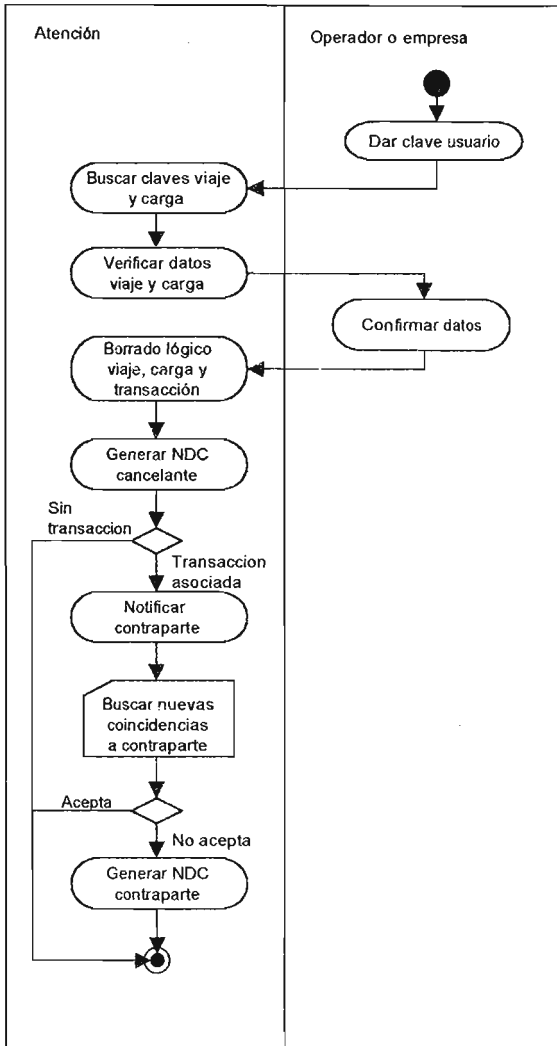 Atención
Operador o empresa
Dar clave usuario
Buscar claves viaje
y carga
Verificar datos
viaje y carga
Confirmar datos
Borrado lógico
viaje, carga y
transacción
Generar NDC
cancelante
Sin
transaccion
Transaccion
asociada
Notificar
contraparte
Buscar nuevas
coincidencias
a contraparte
Acepta
No acepta
Generar NDC
contraparte